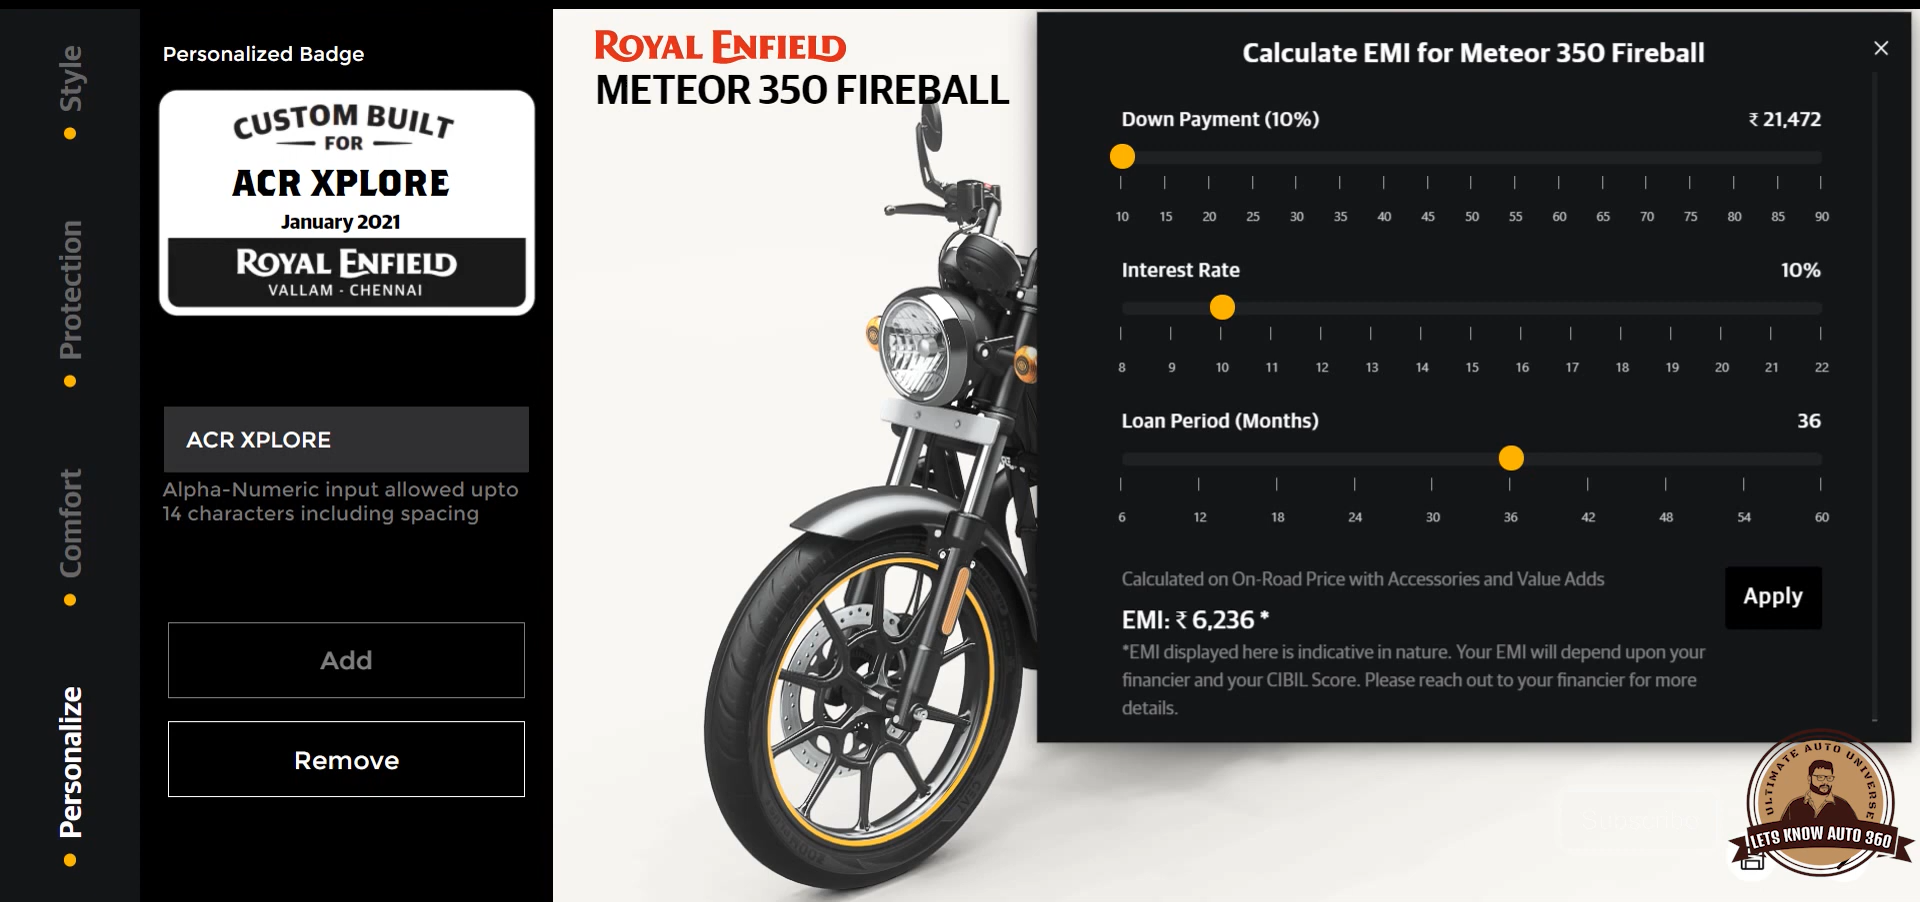 Style
Protection
Comfort
Personalize
Personalized Badge
CUSTOM BUILT
FOR
ACR XPLORE
January 2021
ROYAL ENFIELD
VALLAM - CHENNAI
ACR XPLORE
Alpha-Numeric input allowed upto
14 characters including spacing
Add
Remove
ROYAL ENFIELD
METEOR 350 FIREBALL
Calculate EMI for Meteor 350 Fireball
Down Payment (10%) ₹ 21,472
10 15 20 25 30 35 40 45 50 55 60 65 70 75 80 85 90
Interest Rate 10%
8 9 10 11 12 13 14 15 16 17 18 19 20 21 22
Loan Period (Months) 36
6 12 18 24 30 36 42 48 54 60
Calculated on On-Road Price with Accessories and Value Adds
Apply
EMI: ₹ 6,236 *
*EMI displayed here is indicative in nature. Your EMI will depend upon your
financier and your CIBIL Score. Please reach out to your financier for more
details.
ULTIMATE AUTO UNIVERSE
LETS KNOW AUTO 360